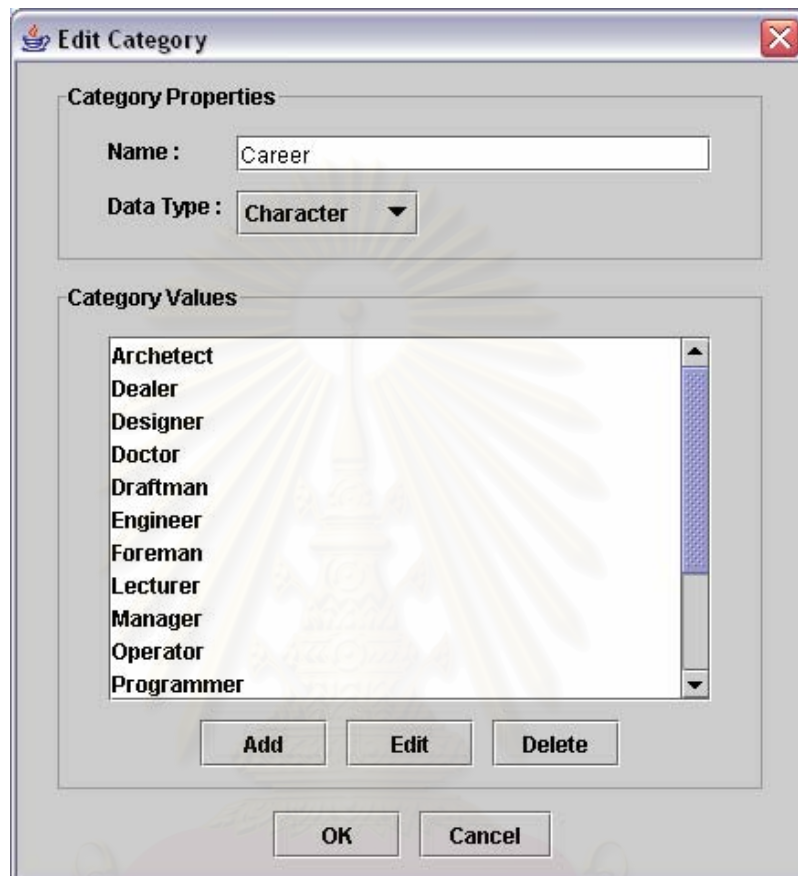 Edit Category
Category Properties
Name :
Career
Data Type :
Character
Category Values
Archetect
Dealer
Designer
Doctor
Draftman
Engineer
Foreman
Lecturer
Manager
Operator
Programmer
Add Edit Delete
OK Cancel